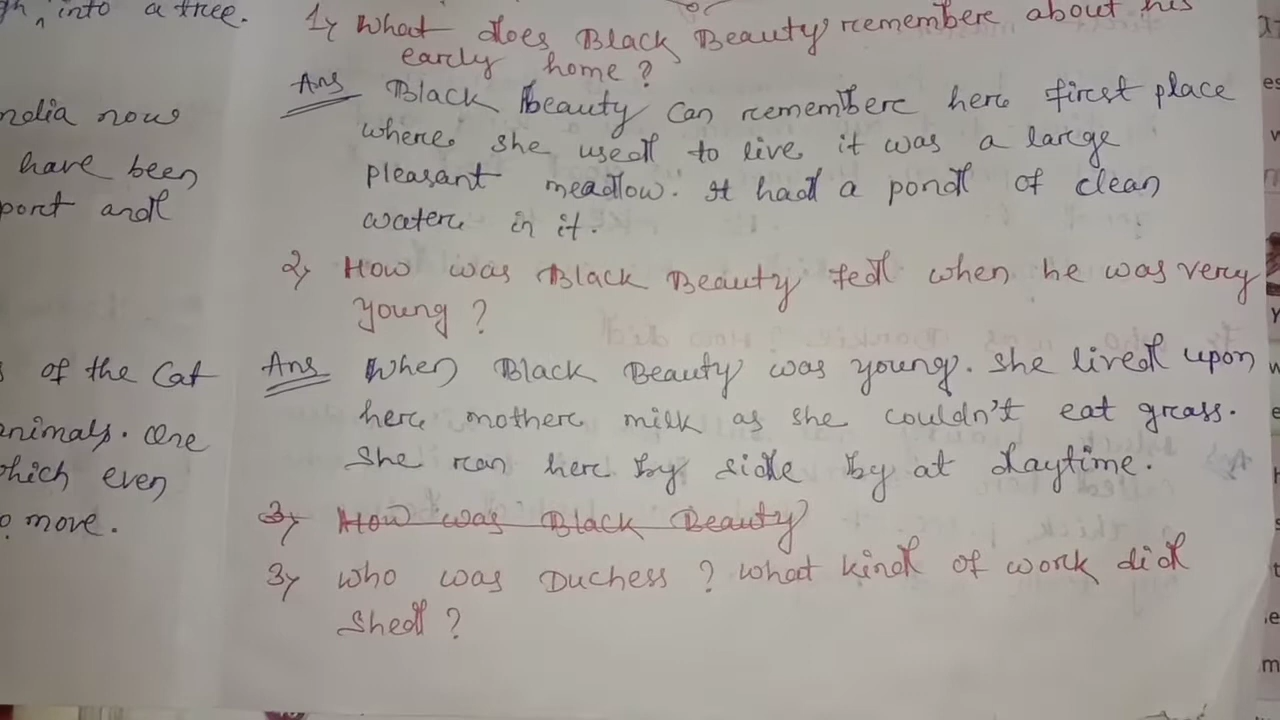 into a tree.
ndia now
have been
port and
s of the Cat
animals. One
which even
o move.
1) What does Black Beauty remember about his
early home?
Ans Black Beauty can remember her first place
where she used to live it was a large
pleasant meadow. It had a pond of clean
water in it.
2) How was Black Beauty fed when he was very
young?
Ans When Black Beauty was young. She lived upon
her mother milk as she couldn't eat grass.
She ran her by side by at daytime.
3) How was Black Beauty
3) Who was Duchess? What kind of work did
Shed?